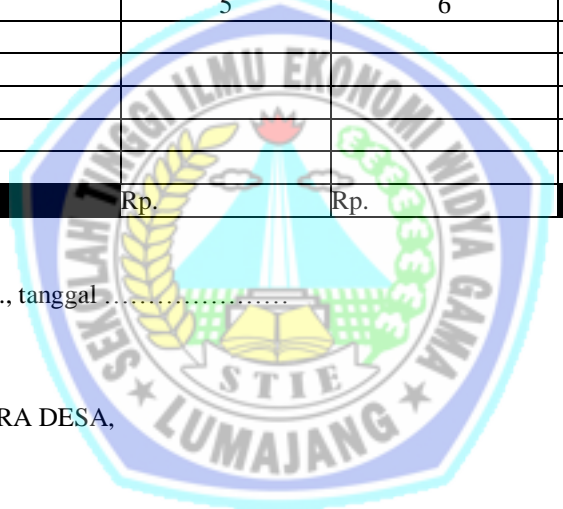 5 6
Rp. Rp.
., tanggal …………………
RA DESA,
SEKOLAH TINGGI ILMU EKONOMI WIDYA GAMA
STIE
★ LUMAJANG ★